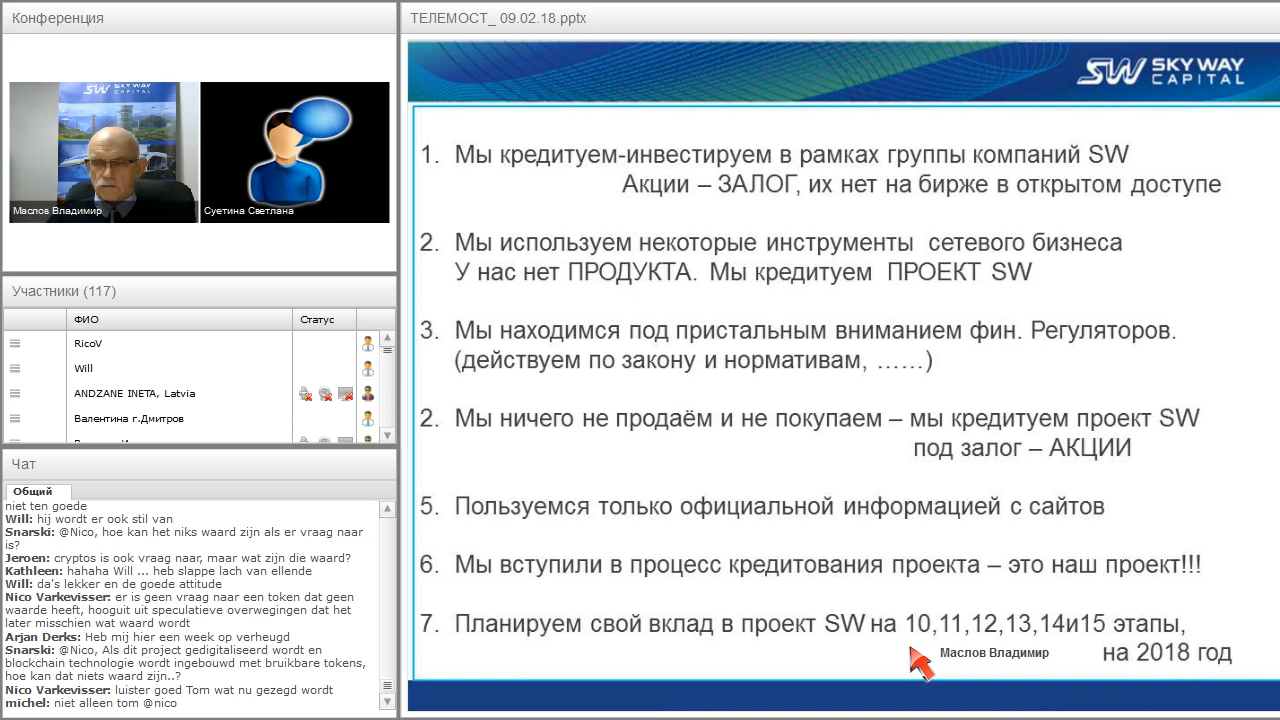 Конференция
Маслов Владимир
Суетина Светлана
Участники (117)
ФИО
Статус
RicoV
Will
ANDZANE INETA, Latvia
Валентина г.Дмитров
Чат
Общий
niet ten goede
Will: hij wordt er ook stil van
Snarski: @Nico, hoe kan het niks waard zijn als er vraag naar
is?
Jeroen: cryptos is ook vraag naar, maar wat zijn die waard?
Kathleen: hahaha Will ... heb slappe lach van ellende
Will: da's lekker en de goede attitude
Nico Varkevisser: er is geen vraag naar een token dat geen
waarde heeft, hooguit uit speculatieve overwegingen dat het
later misschien wat waard wordt
Arjan Derks: Heb mij er een week op verheugd
Snarski: @Nico, Als dit project gedigitaliseerd wordt en
blockchain technologie wordt ingebouwd met bruikbare tokens,
hoe kan dat niets waard zijn..?
Nico Varkevisser: luister goed Tom wat nu gezegd wordt
michel: niet alleen tom @nico
ТЕЛЕМОСТ_ 09.02.18.pptx
SW SKY WAY
CAPITAL
1. Мы кредитуем-инвестируем в рамках группы компаний SW
Акции – ЗАЛОГ, их нет на бирже в открытом доступе
2. Мы используем некоторые инструменты сетевого бизнеса
У нас нет ПРОДУКТА. Мы кредитуем ПРОЕКТ SW
3. Мы находимся под пристальным вниманием фин. Регуляторов.
(действуем по закону и нормативам, ……)
2. Мы ничего не продаём и не покупаем – мы кредитуем проект SW
под залог – АКЦИИ
5. Пользуемся только официальной информацией с сайтов
6. Мы вступили в процесс кредитования проекта – это наш проект!!!
7. Планируем свой вклад в проект SW на 10,11,12,13,14и15 этапы,
Маслов Владимир
на 2018 год